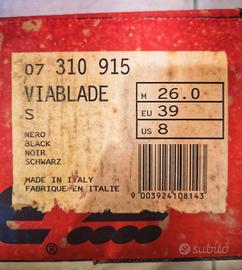 07 310 915
VIABLADE
S
NERO
BLACK
NOIR
SCHWARZ
MADE IN ITALY
FABRIQUE EN ITALIE
M 26.0
EU 39
US 8
9 003924 108143
®
subito